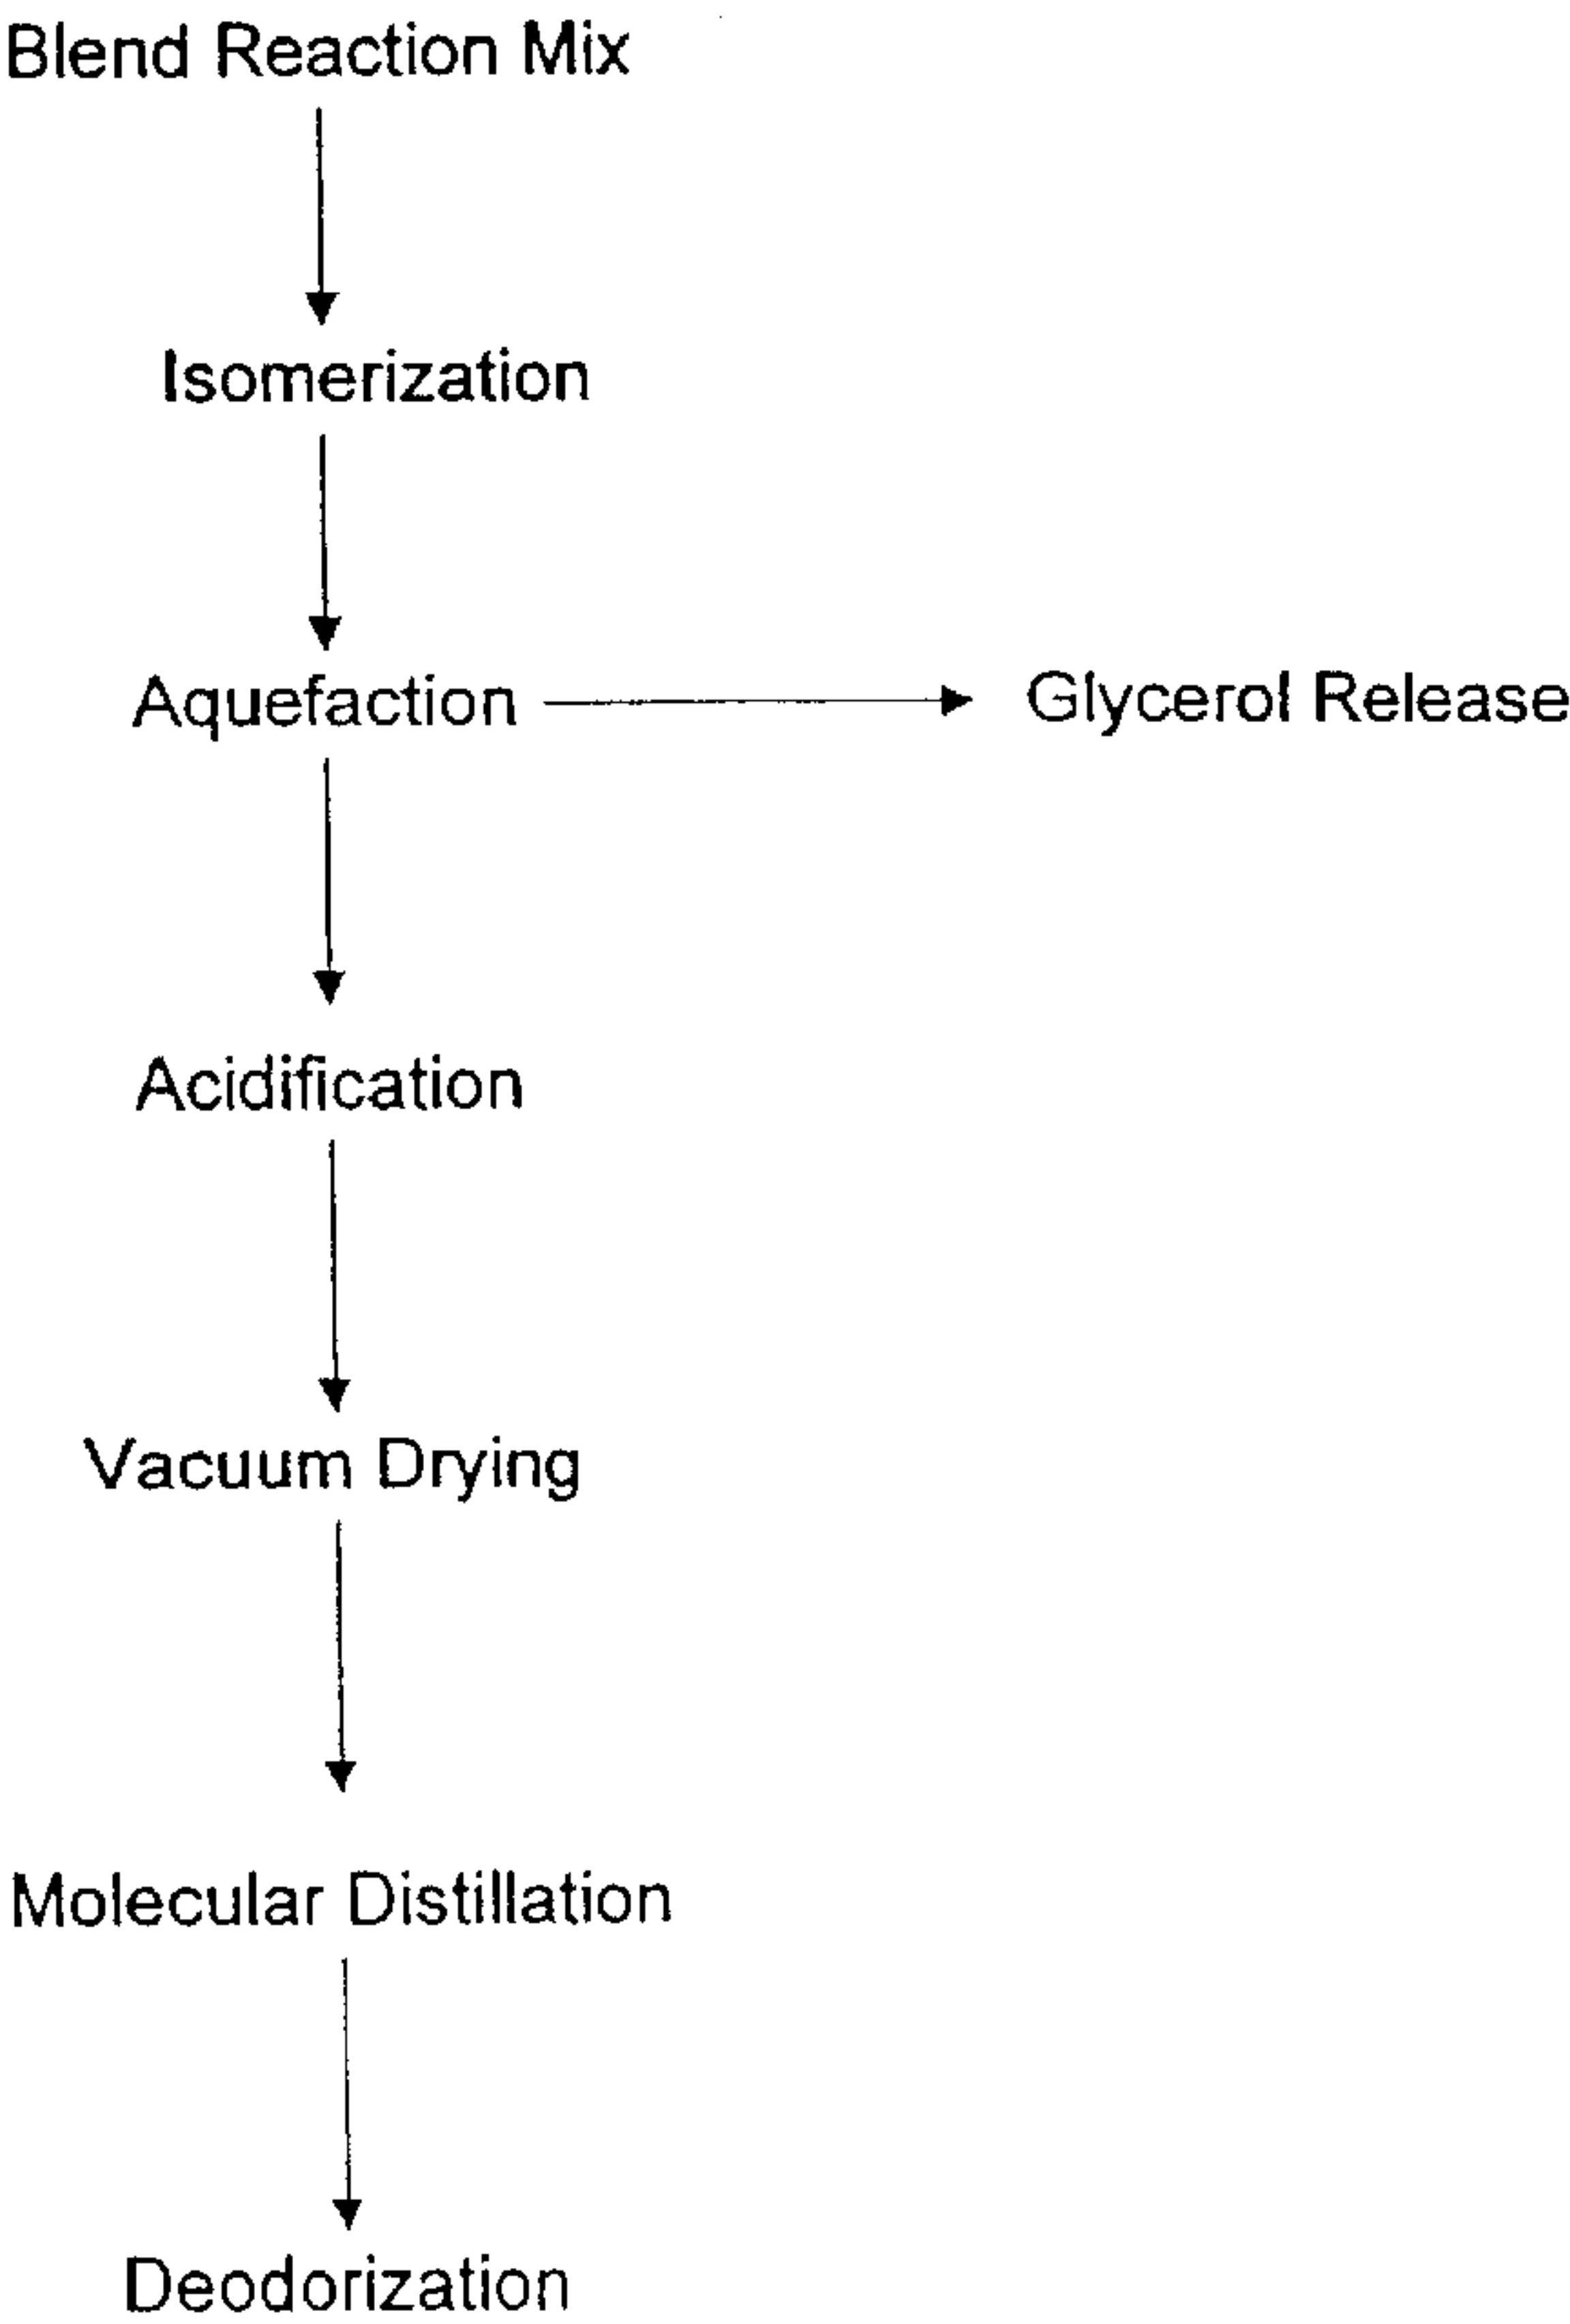 Blend Reaction Mix
Isomerization
Aquefaction
Glycerol Release
Acidification
Vacuum Drying
Molecular Distillation
Deodorization